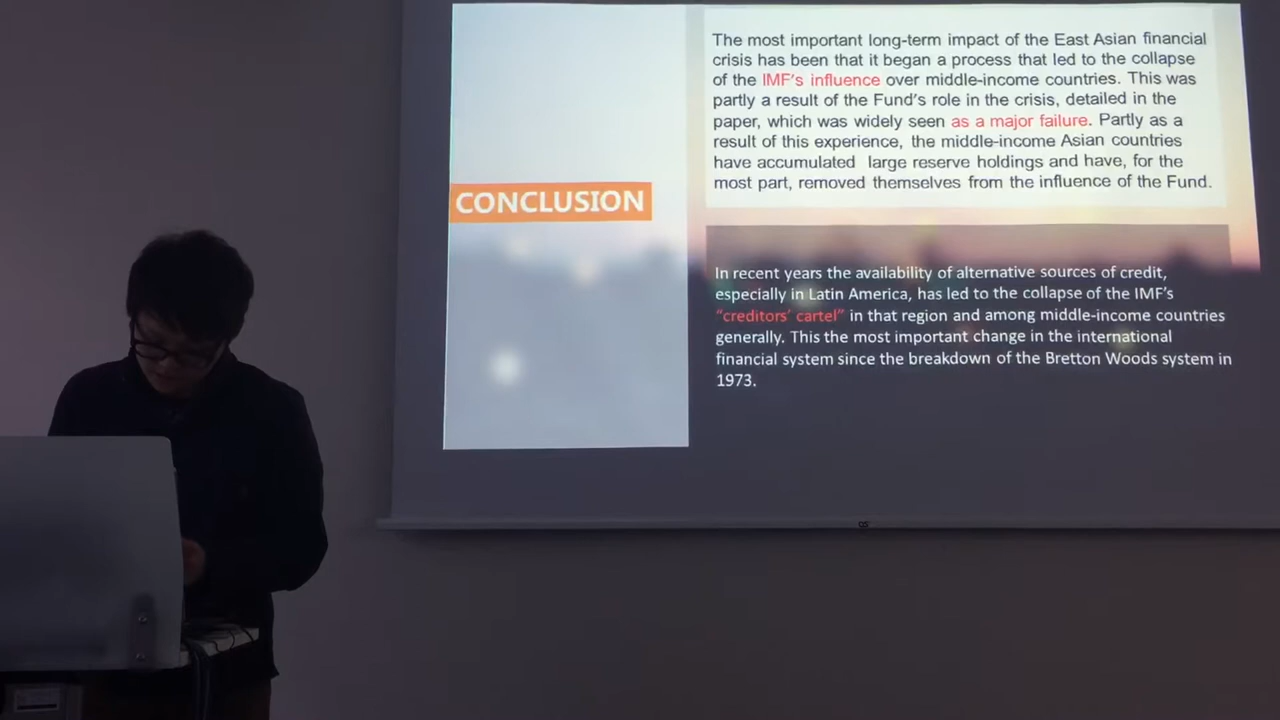 CONCLUSION
The most important long-term impact of the East Asian financial
crisis has been that it began a process that led to the collapse
of the IMF's influence over middle-income countries. This was
partly a result of the Fund's role in the crisis, detailed in the
paper, which was widely seen as a major failure. Partly as a
result of this experience, the middle-income Asian countries
have accumulated large reserve holdings and have, for the
most part, removed themselves from the influence of the Fund.
In recent years the availability of alternative sources of credit,
especially in Latin America, has led to the collapse of the IMF's
“creditors' cartel” in that region and among middle-income countries
generally. This the most important change in the international
financial system since the breakdown of the Bretton Woods system in
1973.